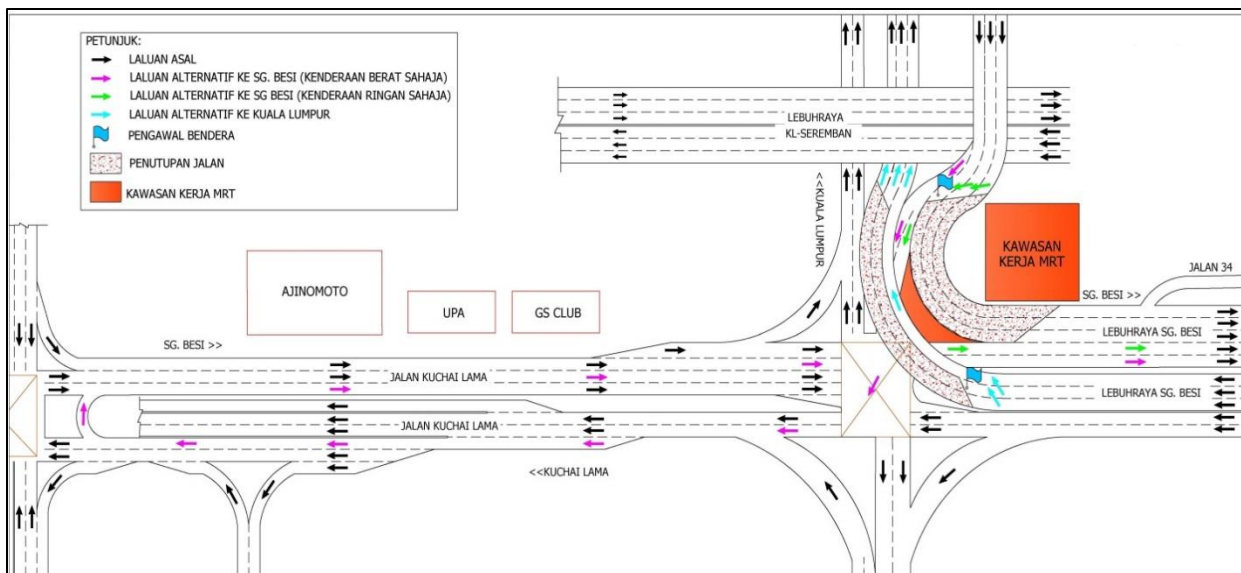 PETUNJUK:
LALUAN ASAL
LALUAN ALTERNATIF KE SG. BESI (KENDERAAN BERAT SAHAJA)
LALUAN ALTERNATIF KE SG BESI (KENDERAAN RINGAN SAHAJA)
LALUAN ALTERNATIF KE KUALA LUMPUR
PENGAWAL BENDERA
PENUTUPAN JALAN
KAWASAN KERJA MRT
LEBUHRAYA
KL-SEREMBAN
<<KUALA LUMPUR
KAWASAN
KERJA MRT
JALAN 34
SG. BESI >>
AJINOMOTO
UPA
GS CLUB
LEBUHRAYA SG. BESI
SG. BESI >>
JALAN KUCHAI LAMA
LEBUHRAYA SG. BESI
JALAN KUCHAI LAMA
<<KUCHAI LAMA